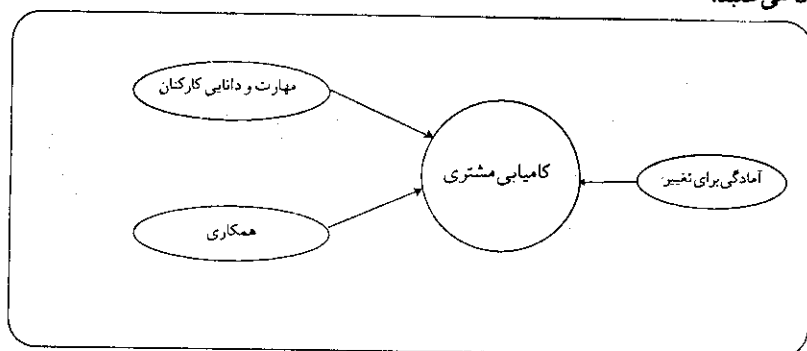 مهارت و دانایی کارکنان
کامیابی مشتری
آمادگی برای تغییر
همکاری